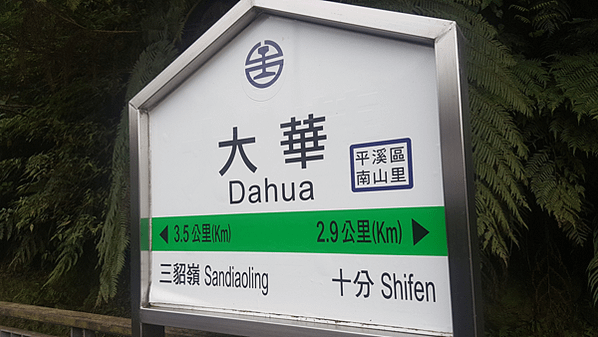 大華
Dahua
平溪區
南山里
3.5公里(Km) 2.9公里(Km)
三貂嶺 Sandiaoling 十分 Shifen